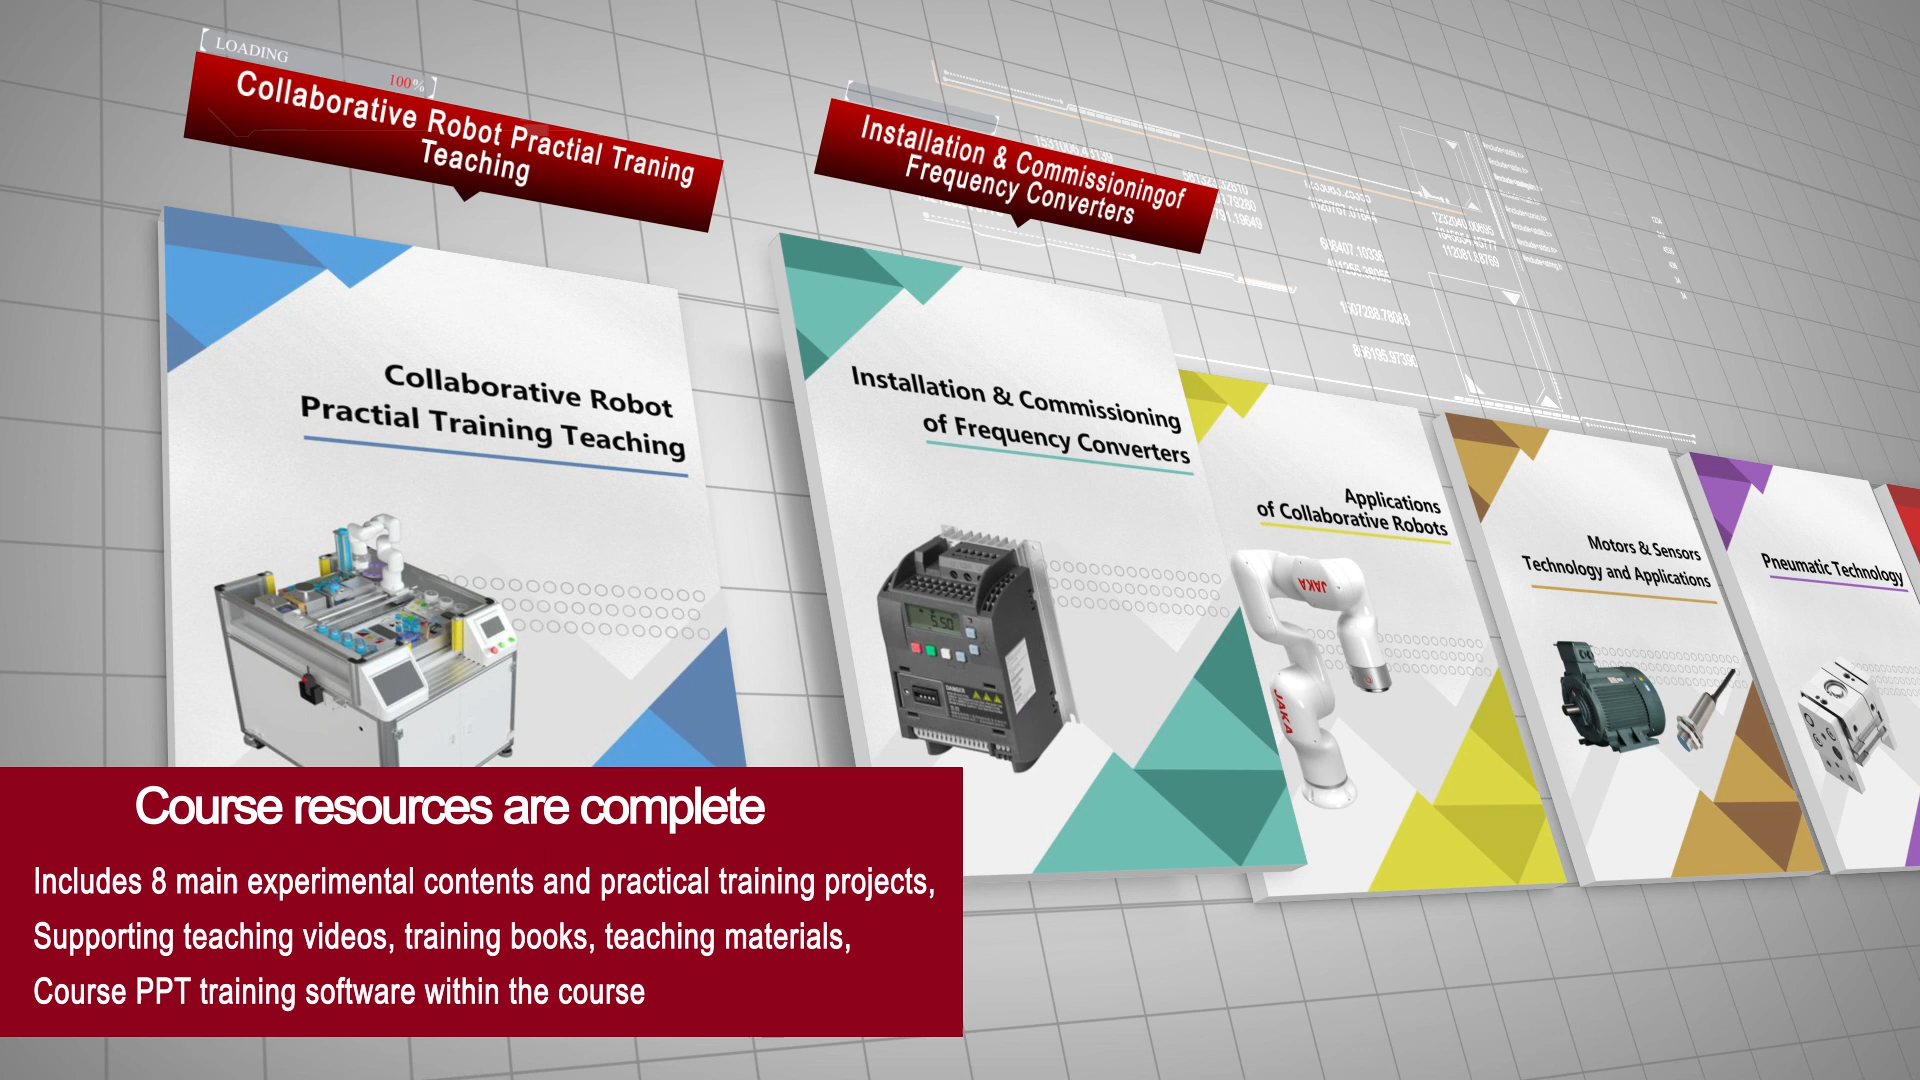 LOADING
100%
Collaborative Robot Practial Traning
Teaching
Installation & Commissioningof
Frequency Converters
Collaborative Robot
Practial Training Teaching
Installation & Commissioning
of Frequency Converters
5.50
DANGER
Applications
of Collaborative Robots
JAKA
JAKA
Motors & Sensors
Technology and Applications
Pneumatic Technology
Course resources are complete
Includes 8 main experimental contents and practical training projects,
Supporting teaching videos, training books, teaching materials,
Course PPT training software within the course